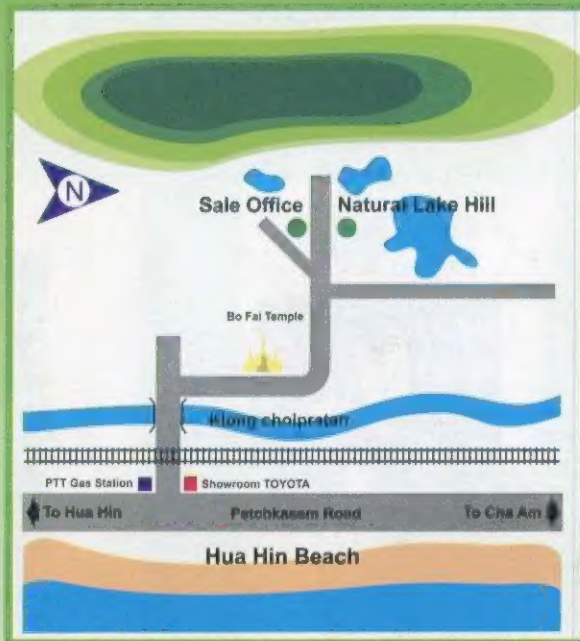 N
Sale Office
Natural Lake Hill
Bo Fai Temple
Klong cholpratan
PTT Gas Station
Showroom TOYOTA
To Hua Hin
Petchkasem Road
To Cha Am
Hua Hin Beach